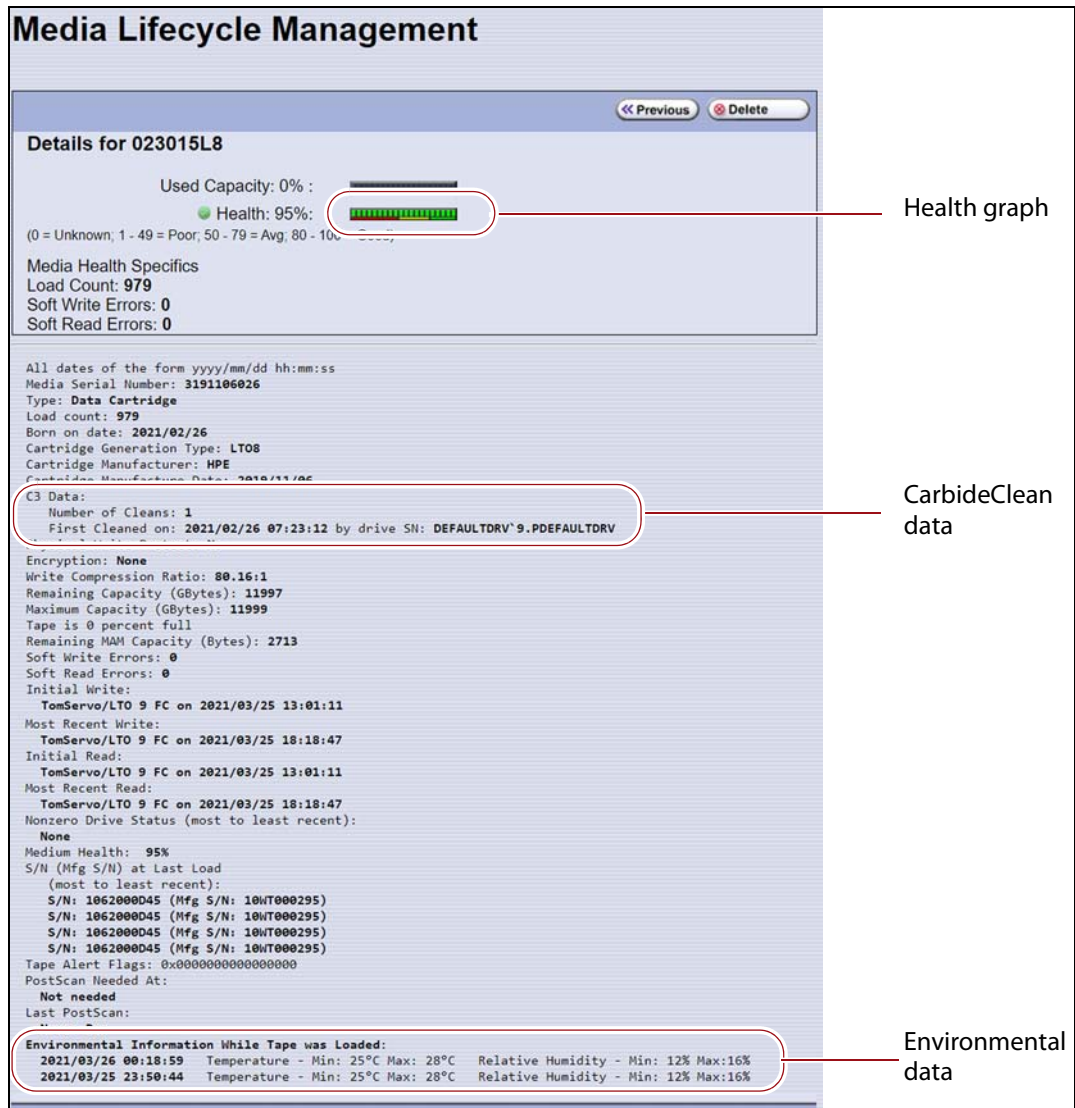 Media Lifecycle Management
Previous
Delete
Details for 023015L8
Used Capacity: 0% :
Health: 95%:
Health graph
(0 = Unknown; 1 - 49 = Poor; 50 - 79 = Avg; 80 - 100
Media Health Specifics
Load Count: 979
Soft Write Errors: 0
Soft Read Errors: 0
All dates of the form yyyy/mm/dd hh:mm:ss
Media Serial Number: 3191106026
Type: Data Cartridge
Load count: 979
Born on date: 2021/02/26
Cartridge Generation Type: LTO8
Cartridge Manufacturer: HPE
Cartridge Manufacture Date: 2019/11/06
C3 Data:
Number of Cleans: 1
First Cleaned on: 2021/02/26 07:23:12 by drive SN: DEFAULTDRV`9.PDEFAULTDRV
CarbideClean
data
Encryption: None
Write Compression Ratio: 80.16:1
Remaining Capacity (GBytes): 11997
Maximum Capacity (GBytes): 11999
Tape is 0 percent full
Remaining MAM Capacity (Bytes): 2713
Soft Write Errors: 0
Soft Read Errors: 0
Initial Write:
TomServo/LTO 9 FC on 2021/03/25 13:01:11
Most Recent Write:
TomServo/LTO 9 FC on 2021/03/25 18:18:47
Initial Read:
TomServo/LTO 9 FC on 2021/03/25 13:01:11
Most Recent Read:
TomServo/LTO 9 FC on 2021/03/25 18:18:47
Nonzero Drive Status (most to least recent):
None
Medium Health: 95%
S/N (Mfg S/N) at Last Load
(most to least recent):
S/N: 1062000D45 (Mfg S/N: 10WT000295)
S/N: 1062000D45 (Mfg S/N: 10WT000295)
S/N: 1062000D45 (Mfg S/N: 10WT000295)
S/N: 1062000D45 (Mfg S/N: 10WT000295)
Tape Alert Flags: 0x0000000000000000
PostScan Needed At:
Not needed
Last PostScan:
Environmental Information While Tape was Loaded:
2021/03/26 00:18:59 Temperature - Min: 25°C Max: 28°C Relative Humidity - Min: 12% Max:16%
2021/03/25 23:50:44 Temperature - Min: 25°C Max: 28°C Relative Humidity - Min: 12% Max:16%
Environmental
data